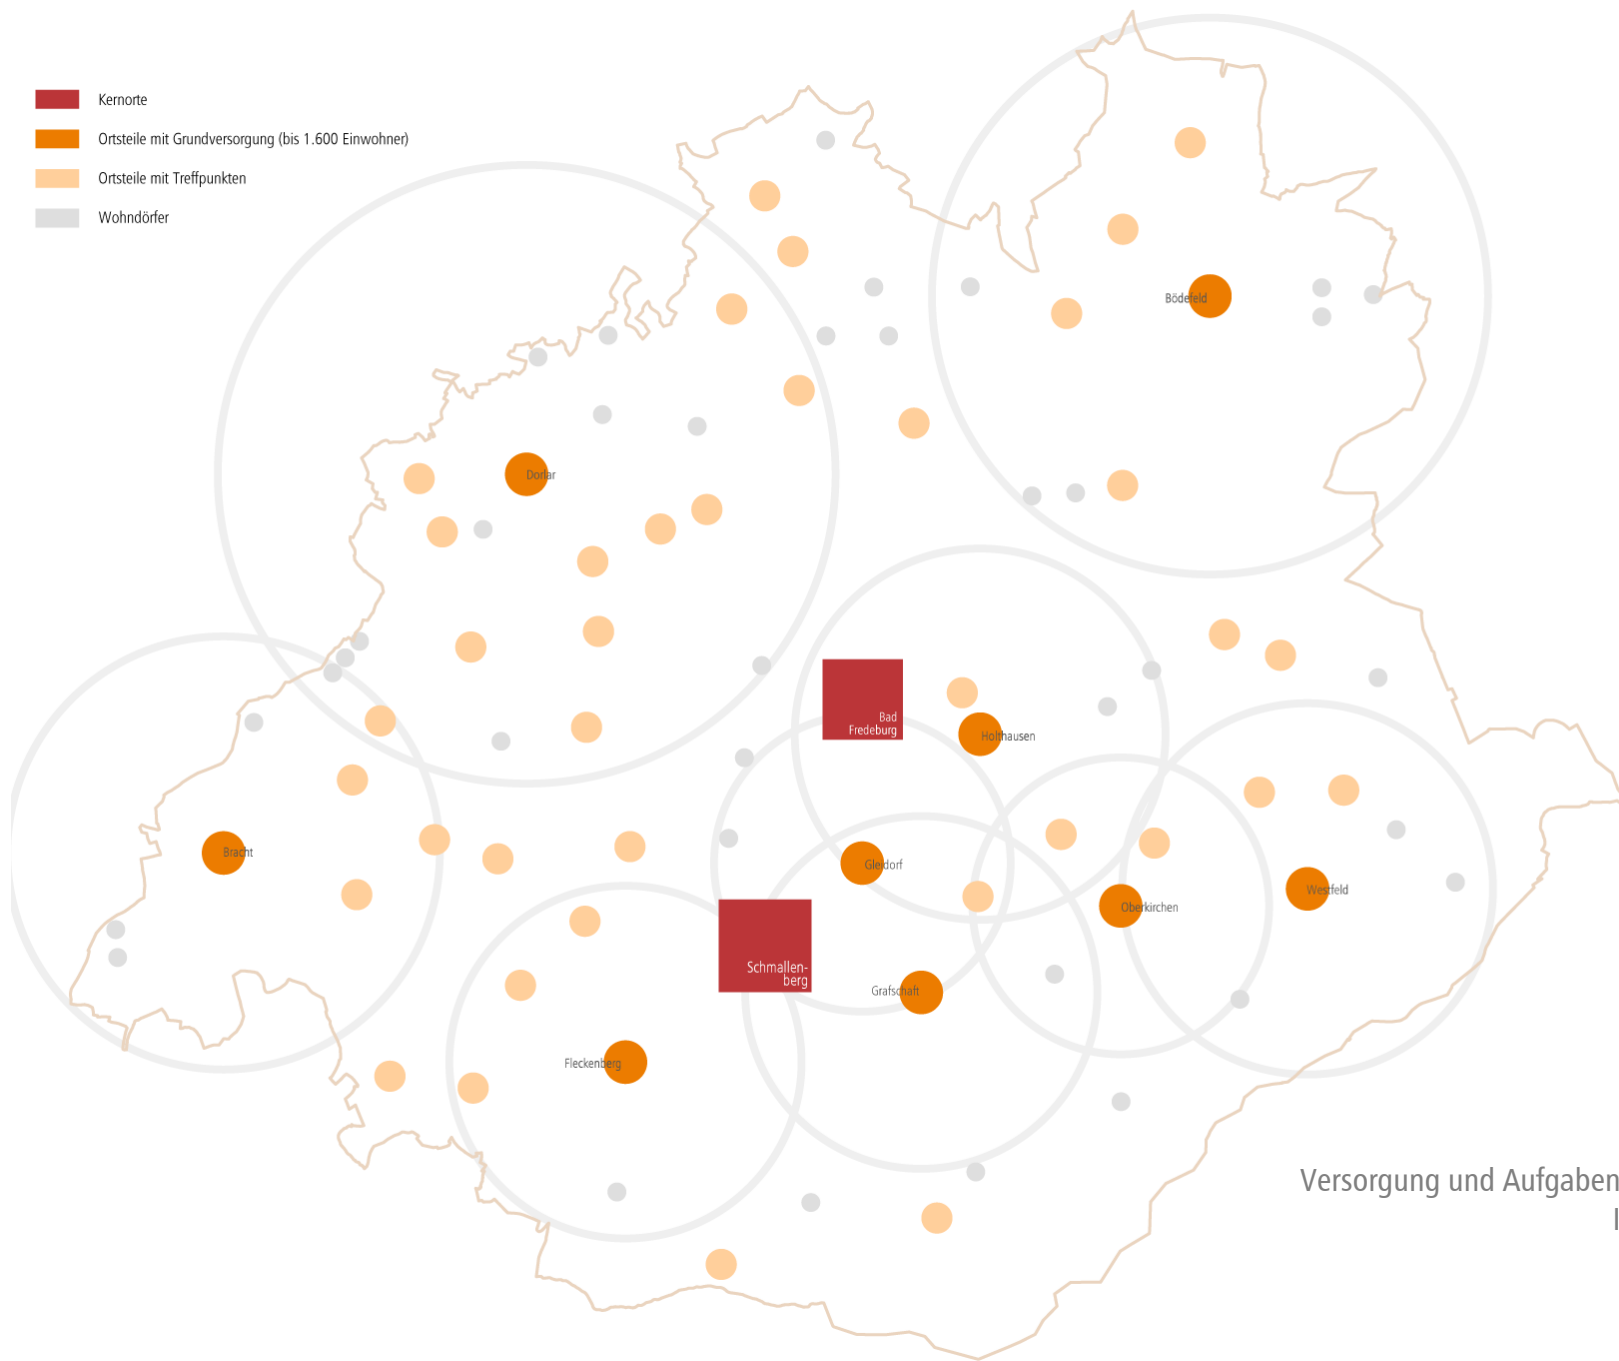 Kernorte
Ortsteile mit Grundversorgung (bis 1.600 Einwohner)
Ortsteile mit Treffpunkten
Wohndörfer
Bödefeld
Dorlar
Bad
Fredeburg
Holthausen
Bracht
Gleidorf
Oberkirchen
Westfeld
Schmallen-
berg
Grafschaft
Fleckenberg
Versorgung und Aufgaben